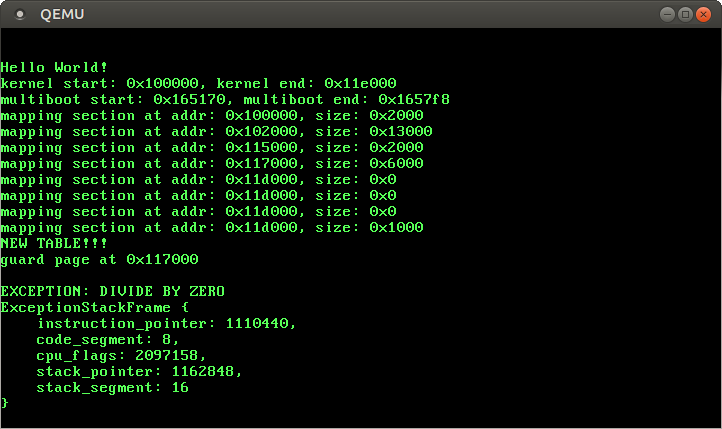 QEMU
Hello World!
kernel start: 0x100000, kernel end: 0x11e000
multiboot start: 0x165170, multiboot end: 0x1657f8
mapping section at addr: 0x100000, size: 0x2000
mapping section at addr: 0x102000, size: 0x13000
mapping section at addr: 0x115000, size: 0x2000
mapping section at addr: 0x117000, size: 0x6000
mapping section at addr: 0x11d000, size: 0x0
mapping section at addr: 0x11d000, size: 0x0
mapping section at addr: 0x11d000, size: 0x0
mapping section at addr: 0x11d000, size: 0x1000
NEW TABLE!!!
guard page at 0x117000
EXCEPTION: DIVIDE BY ZERO
ExceptionStackFrame {
    instruction_pointer: 1110440,
    code_segment: 8,
    cpu_flags: 2097158,
    stack_pointer: 1162848,
    stack_segment: 16
}